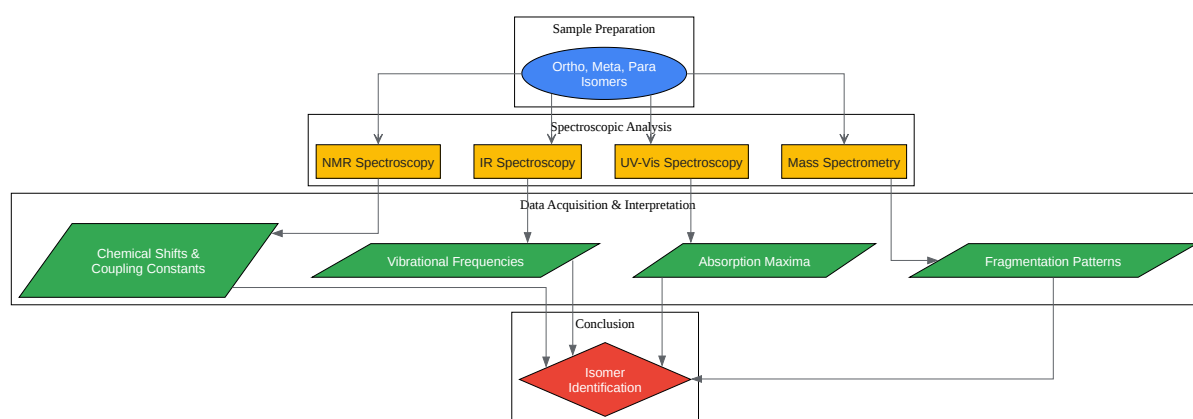 Sample Preparation
Ortho, Meta, Para
Isomers
Spectroscopic Analysis
NMR Spectroscopy
IR Spectroscopy
UV-Vis Spectroscopy
Mass Spectrometry
Data Acquisition & Interpretation
Chemical Shifts &
Coupling Constants
Vibrational Frequencies
Absorption Maxima
Fragmentation Patterns
Conclusion
Isomer
Identification